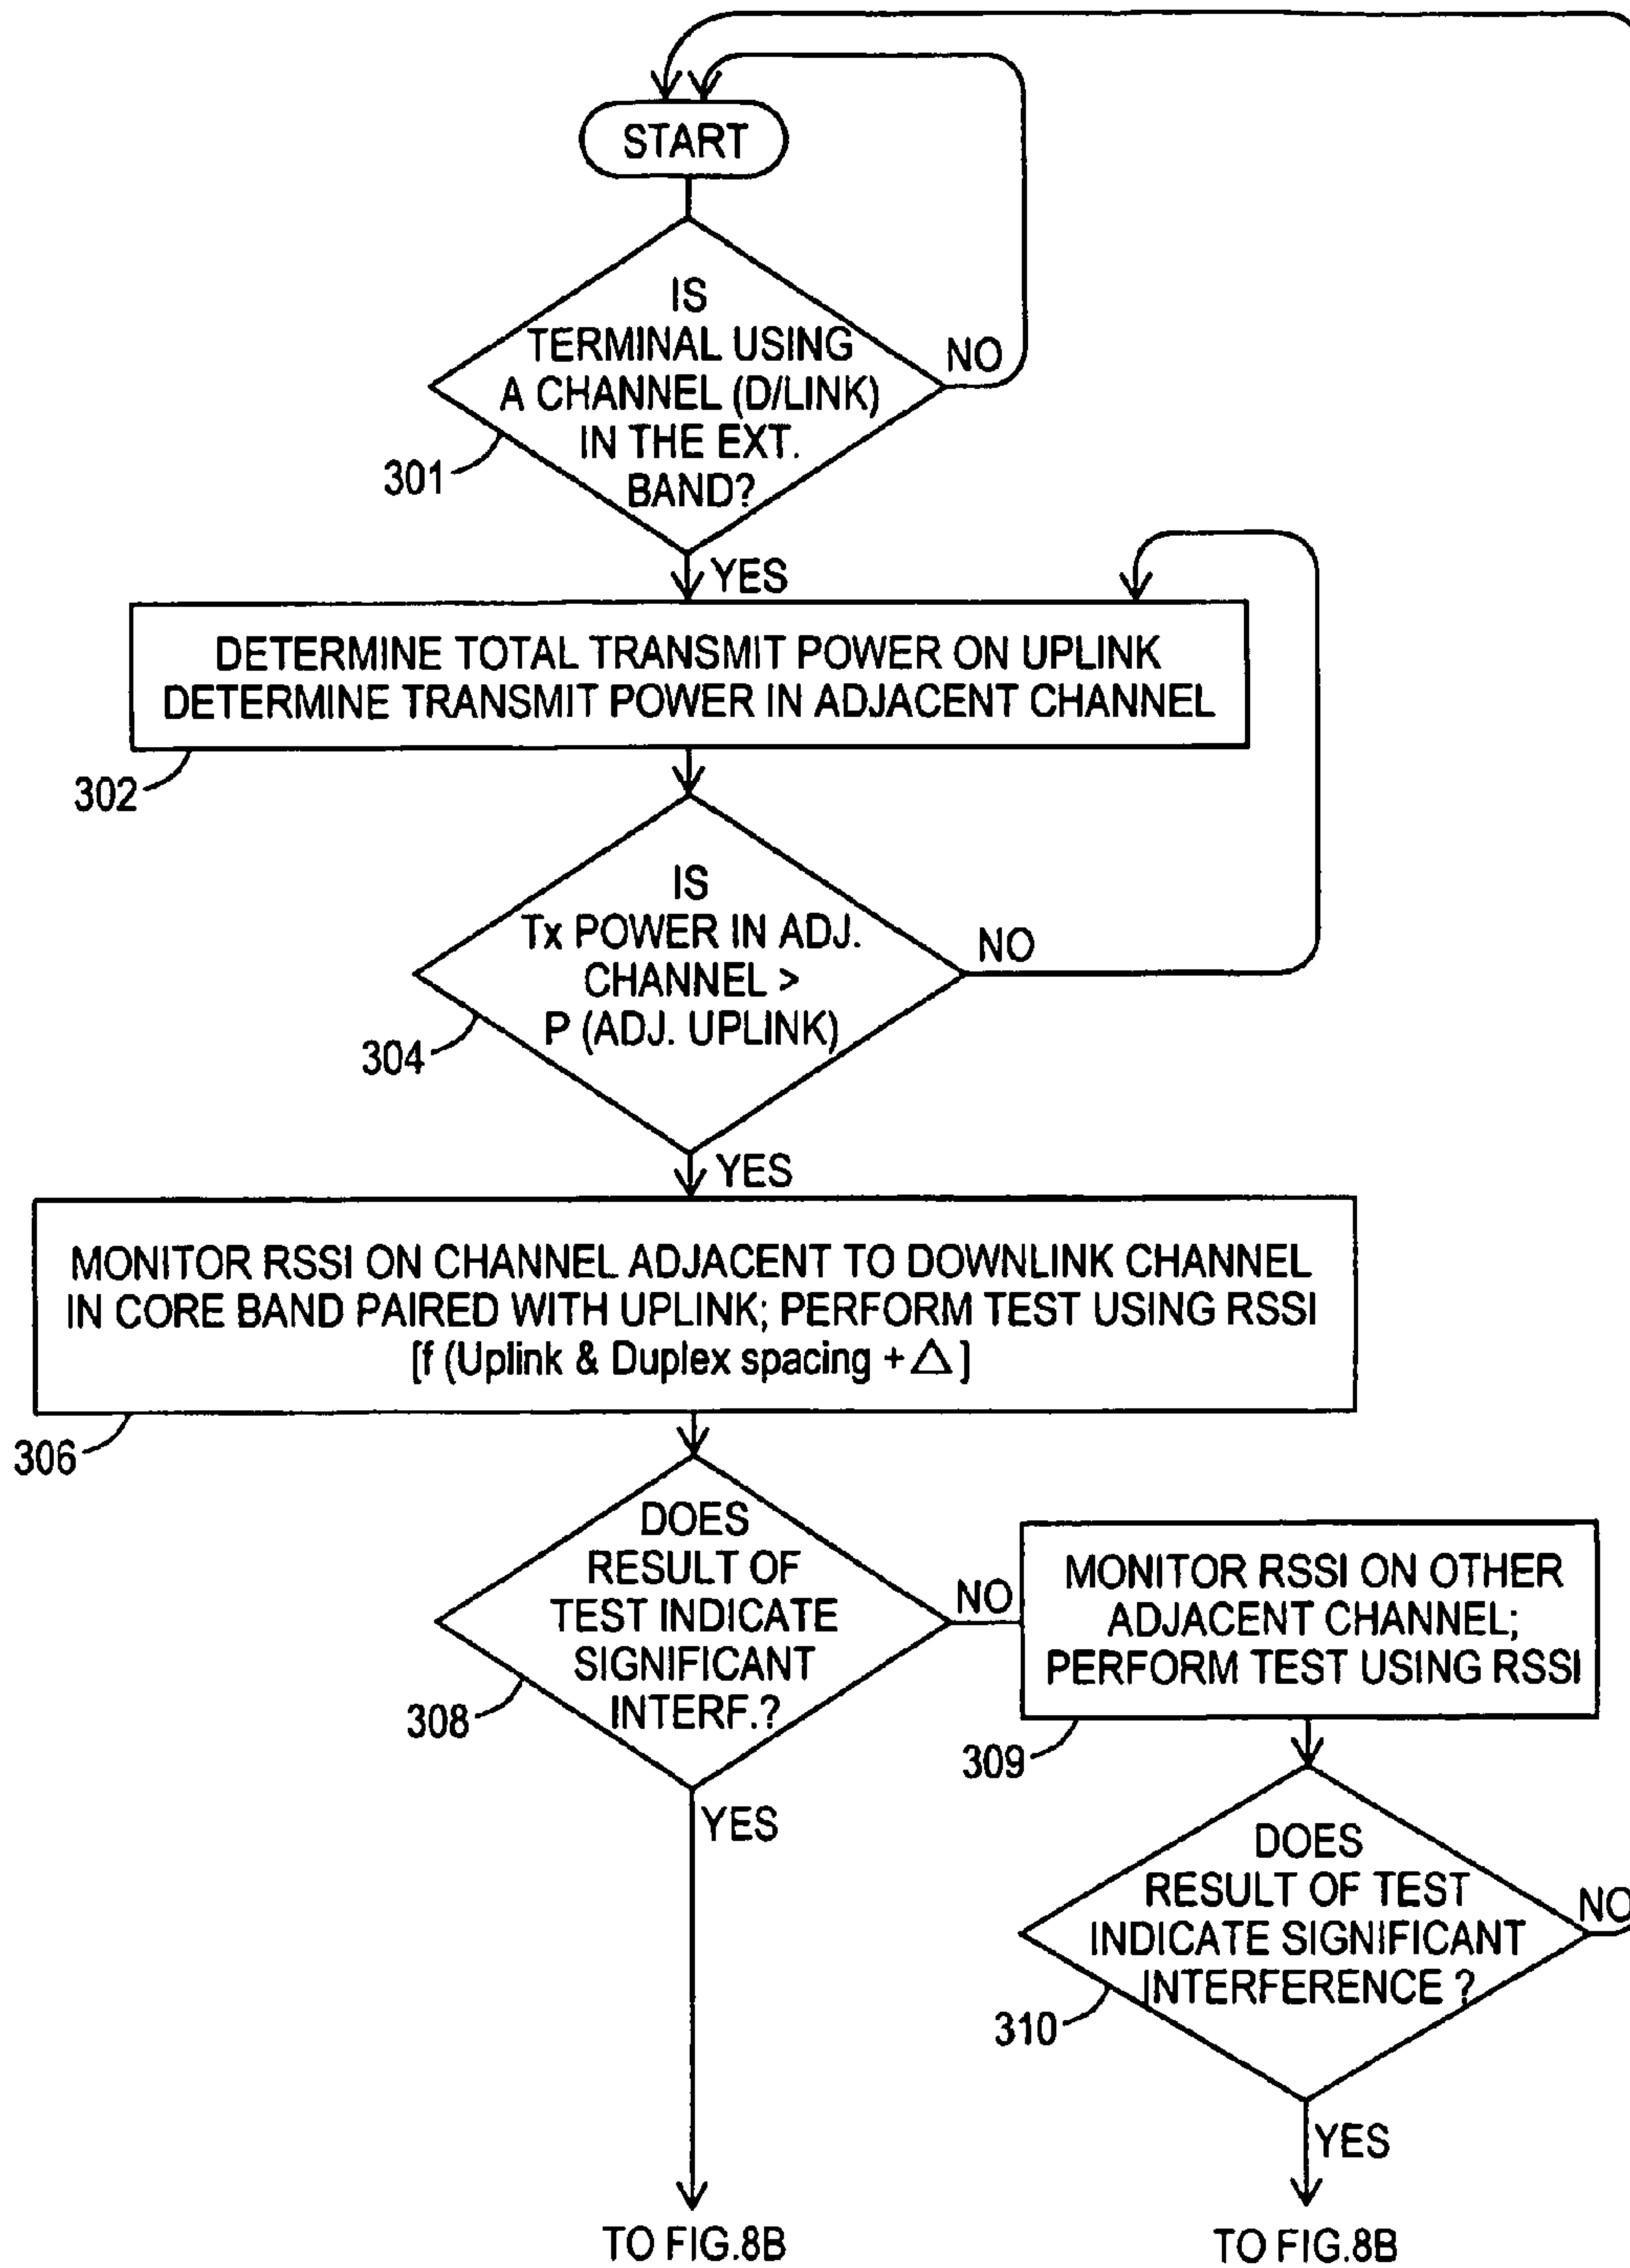 START
IS
TERMINAL USING
A CHANNEL (D/LINK)
IN THE EXT.
BAND?
NO
301
YES
DETERMINE TOTAL TRANSMIT POWER ON UPLINK
DETERMINE TRANSMIT POWER IN ADJACENT CHANNEL
302
IS
Tx POWER IN ADJ.
CHANNEL >
P (ADJ. UPLINK)
NO
304
YES
MONITOR RSSI ON CHANNEL ADJACENT TO DOWNLINK CHANNEL
IN CORE BAND PAIRED WITH UPLINK; PERFORM TEST USING RSSI
[f (Uplink & Duplex spacing + △ ]
306
DOES
RESULT OF
TEST INDICATE
SIGNIFICANT
INTERF.?
NO
308
YES
MONITOR RSSI ON OTHER
ADJACENT CHANNEL;
PERFORM TEST USING RSSI
309
DOES
RESULT OF TEST
INDICATE SIGNIFICANT
INTERFERENCE ?
NO
310
YES
TO FIG.8B
TO FIG.8B